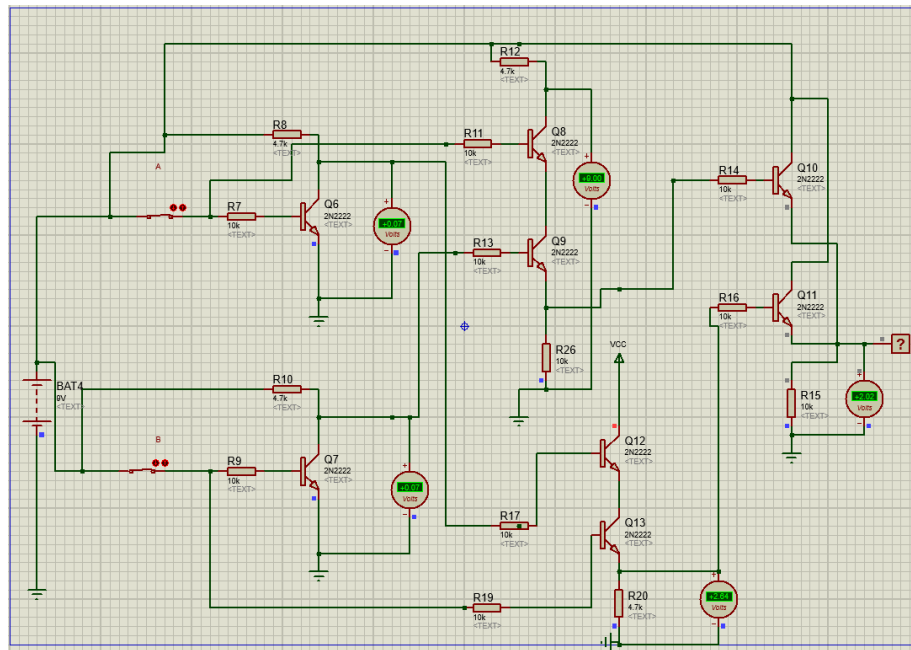 R12
4.7k
<TEXT>
R8
4.7k
<TEXT>
R11
10k
<TEXT>
Q8
2N2222
<TEXT>
A
+9.00
Volts
R14
10k
<TEXT>
Q10
2N2222
<TEXT>
R7
10k
<TEXT>
Q6
2N2222
<TEXT>
+0.07
Volts
R13
10k
<TEXT>
Q9
2N2222
<TEXT>
R16
10k
<TEXT>
Q11
2N2222
<TEXT>
?
R26
10k
<TEXT>
VCC
BAT4
9V
<TEXT>
R10
4.7k
<TEXT>
R15
10k
<TEXT>
+2.02
Volts
B
R9
10k
<TEXT>
Q7
2N2222
<TEXT>
+0.07
Volts
Q12
2N2222
<TEXT>
R17
10k
<TEXT>
Q13
2N2222
<TEXT>
R19
10k
<TEXT>
R20
4.7k
<TEXT>
+2.64
Volts